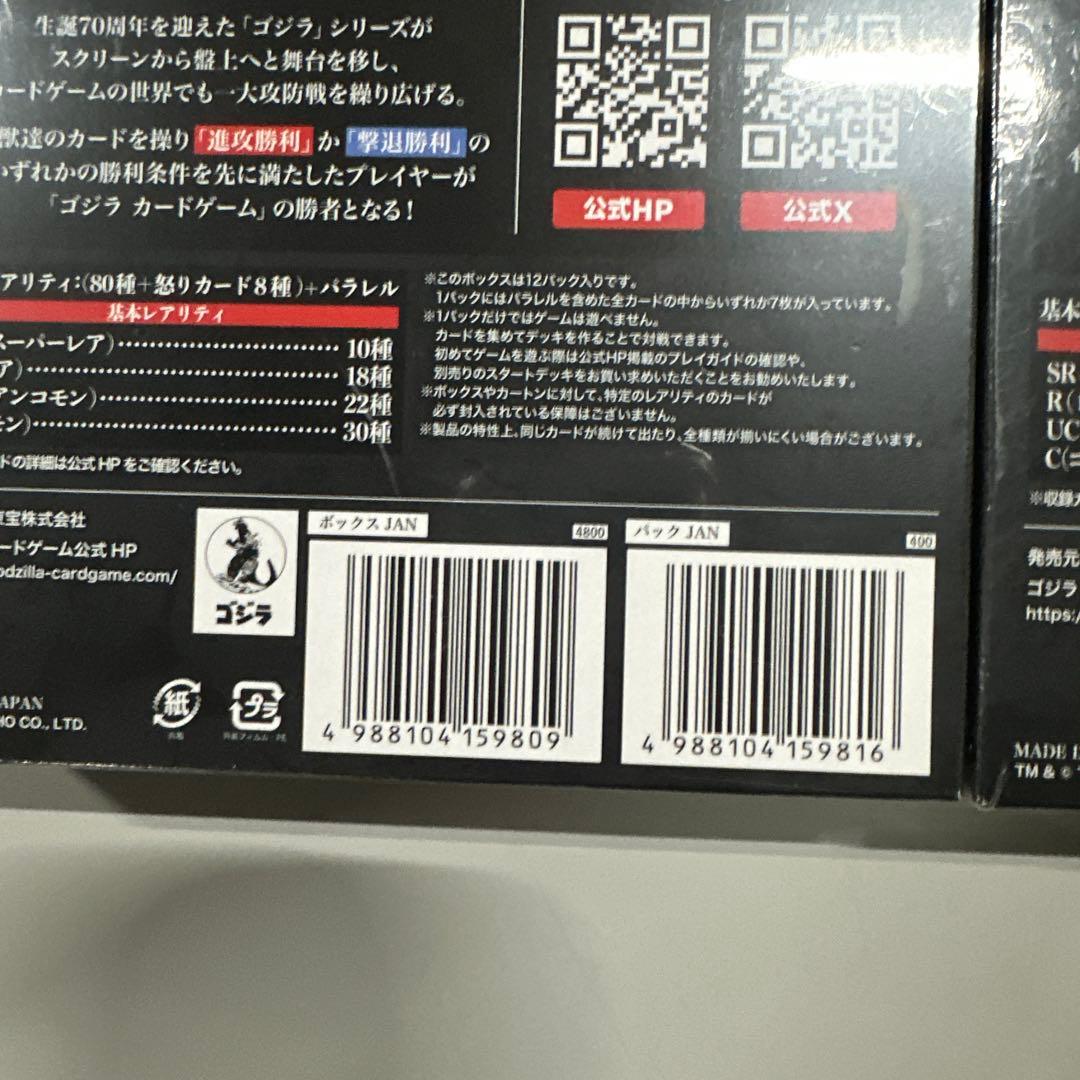 生誕70周年を迎えた「ゴジラ」シリーズが
スクリーンから盤上へと舞台を移し、
カードゲームの世界でも一大攻防戦を繰り広げる。
獣達のカードを操り「進攻勝利」か「撃退勝利」の
いずれかの勝利条件を先に満たしたプレイヤーが
「ゴジラ カードゲーム」の勝者となる!
公式HP
公式X
アリティ:(80種+怒りカード8種)+パラレル
基本レアリティ
スーパーレア)…… 10種
ア)…… 18種
アンコモン)…… 22種
モン)…… 30種
ドの詳細は公式HPをご確認ください。
※このボックスは12パック入りです。
1パックにはパラレルを含めた全カードの中からいずれか7枚が入っています。
※1パックだけではゲームは遊べません。
カードを集めてデッキを作ることで対戦できます。
初めてゲームを遊ぶ際は公式HP掲載のプレイガイドの確認や、
別売りのスタートデッキをお買い求めいただくことをお勧めいたします。
※ボックスやカートンに対して、特定のレアリティのカードが
必ず封入されている保障はございません。
※製品の特性上、同じカードが続けて出たり、全種類が揃いにくい場合がございます。
東宝株式会社
ードゲーム公式HP
odzilla-cardgame.com/
ゴジラ
ボックス JAN
4800
4 988104 159809
パック JAN
400
4 988104 159816
紙
プラ
外装フィルム:PE
JAPAN
HO CO., LTD.
基本
SR
R(
UC
C(コ
※収録カ
発売元
ゴジラ
https:/
MADE I
TM & ©